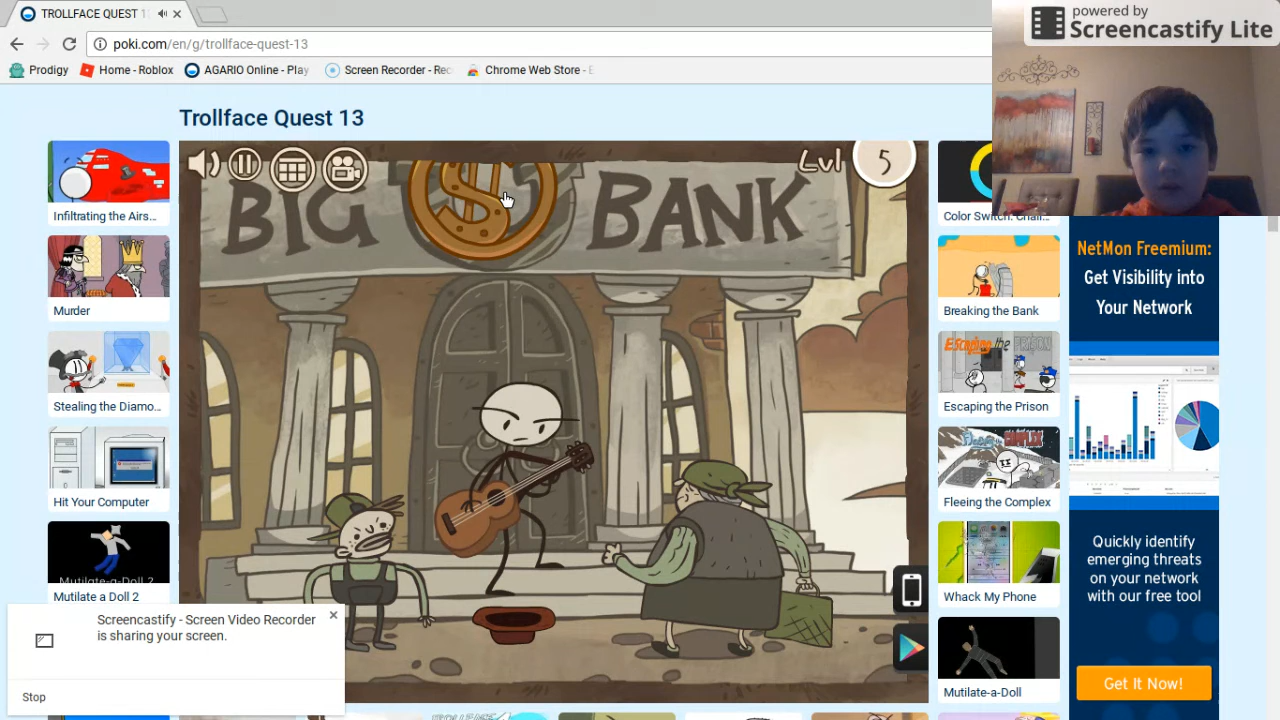 TROLLFACE QUEST 1
powered by
Screencastify Lite
poki.com/en/g/trollface-quest-13
Prodigy
Home - Roblox
AGARIO Online - Play
Screen Recorder - Rec
Chrome Web Store - E
Trollface Quest 13
Infiltrating the Airs...
Murder
Stealing the Diamo...
Hit Your Computer
Mutilate-a-Doll 2
Mutilate a Doll 2
Lvl 5
BIG $ BANK
Color Switch: Chall...
Breaking the Bank
Escaping the PRISON
Escaping the Prison
Fleeing the COMPLEX
Fleeing the Complex
Whack My Phone
Mutilate-a-Doll
NetMon Freemium:
Get Visibility into
Your Network
Quickly identify
emerging threats
on your network
with our free tool
Get It Now!
Screencastify - Screen Video Recorder
is sharing your screen.
Stop